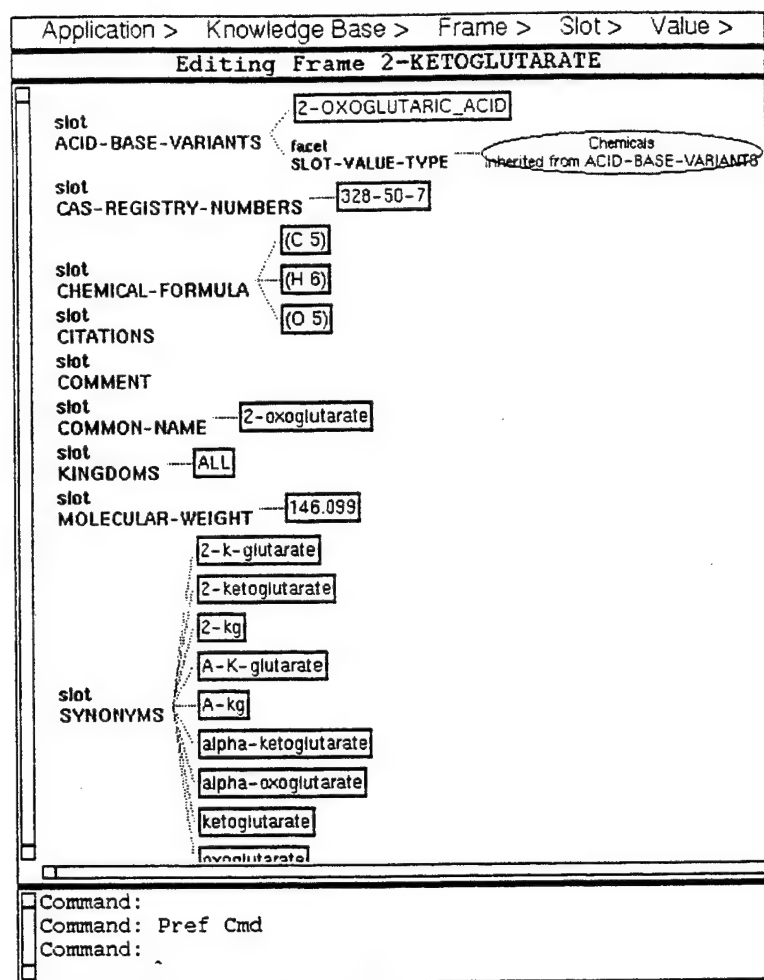 Application > Knowledge Base > Frame > Slot > Value >
Editing Frame 2-KETOGLUTARATE
slot
ACID-BASE-VARIANTS
2-OXOGLUTARIC_ACID
facet
SLOT-VALUE-TYPE
Chemicals
Inherited from ACID-BASE-VARIANTS
slot
CAS-REGISTRY-NUMBERS
328-50-7
slot
CHEMICAL-FORMULA
(C 5)
(H 6)
(O 5)
slot
CITATIONS
slot
COMMENT
slot
COMMON-NAME
2-oxoglutarate
slot
KINGDOMS
ALL
slot
MOLECULAR-WEIGHT
146.099
slot
SYNONYMS
2-k-glutarate
2-ketoglutarate
2-kg
A-K-glutarate
A-kg
alpha-ketoglutarate
alpha-oxoglutarate
ketoglutarate
oxoglutarate
Command:
Command: Pref Cmd
Command: